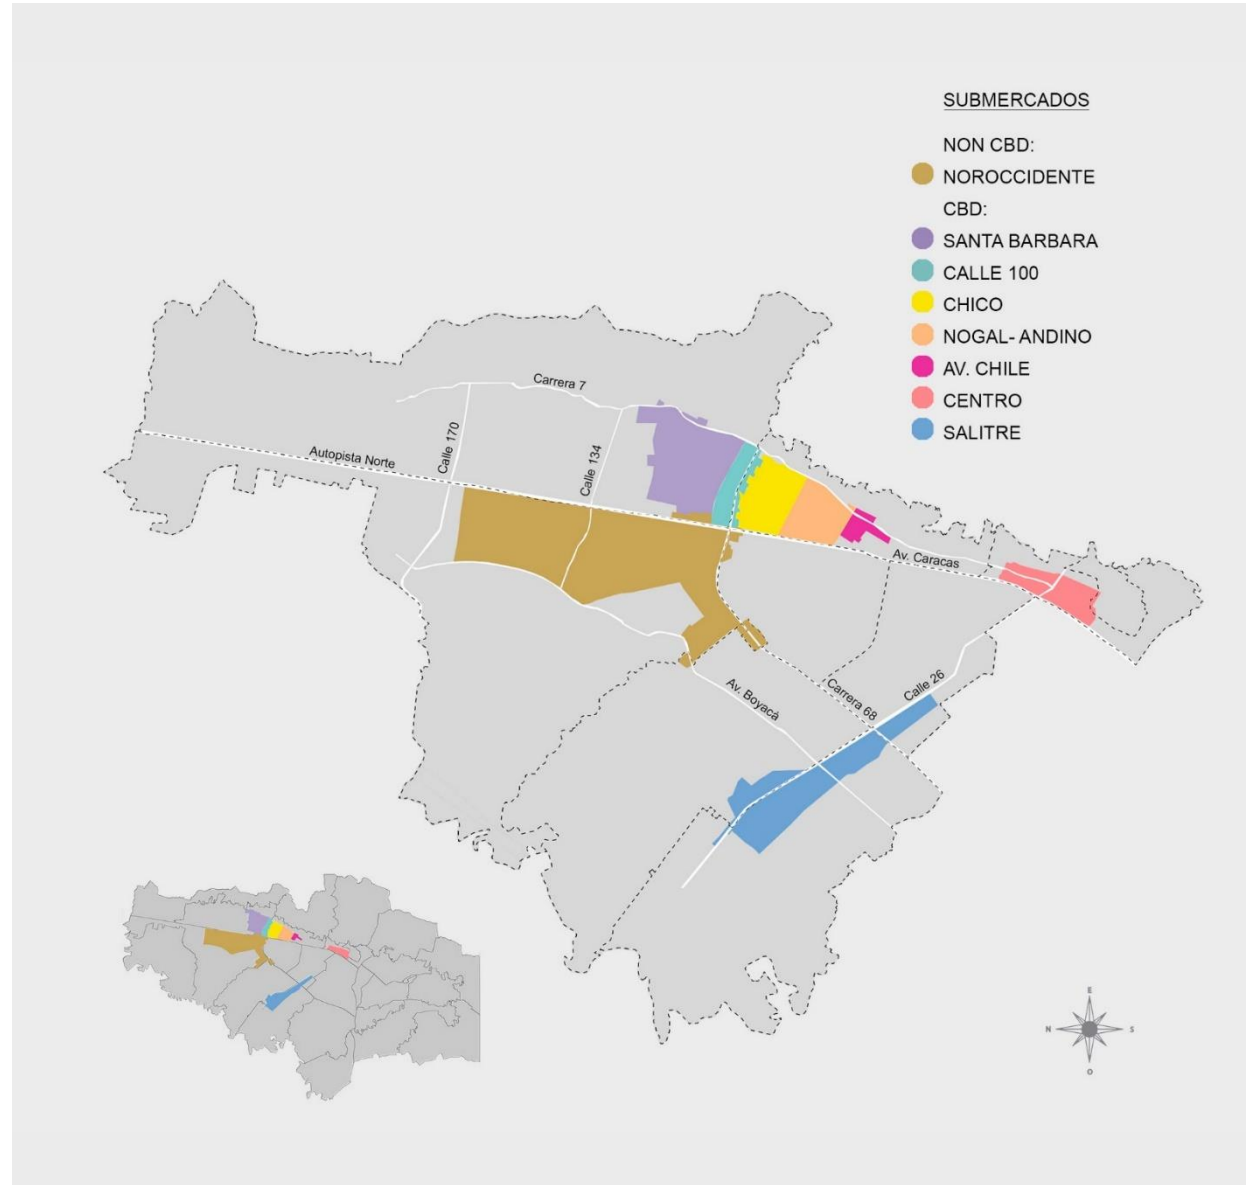 SUBMERCADOS
NON CBD:
NOROCCIDENTE
CBD:
SANTA BARBARA
CALLE 100
CHICO
NOGAL- ANDINO
AV. CHILE
CENTRO
SALITRE
Carrera 7
Calle 170
Autopista Norte
Calle 134
Av. Caracas
Calle 26
Carrera 68
Av. Boyacá
E
N
S
O